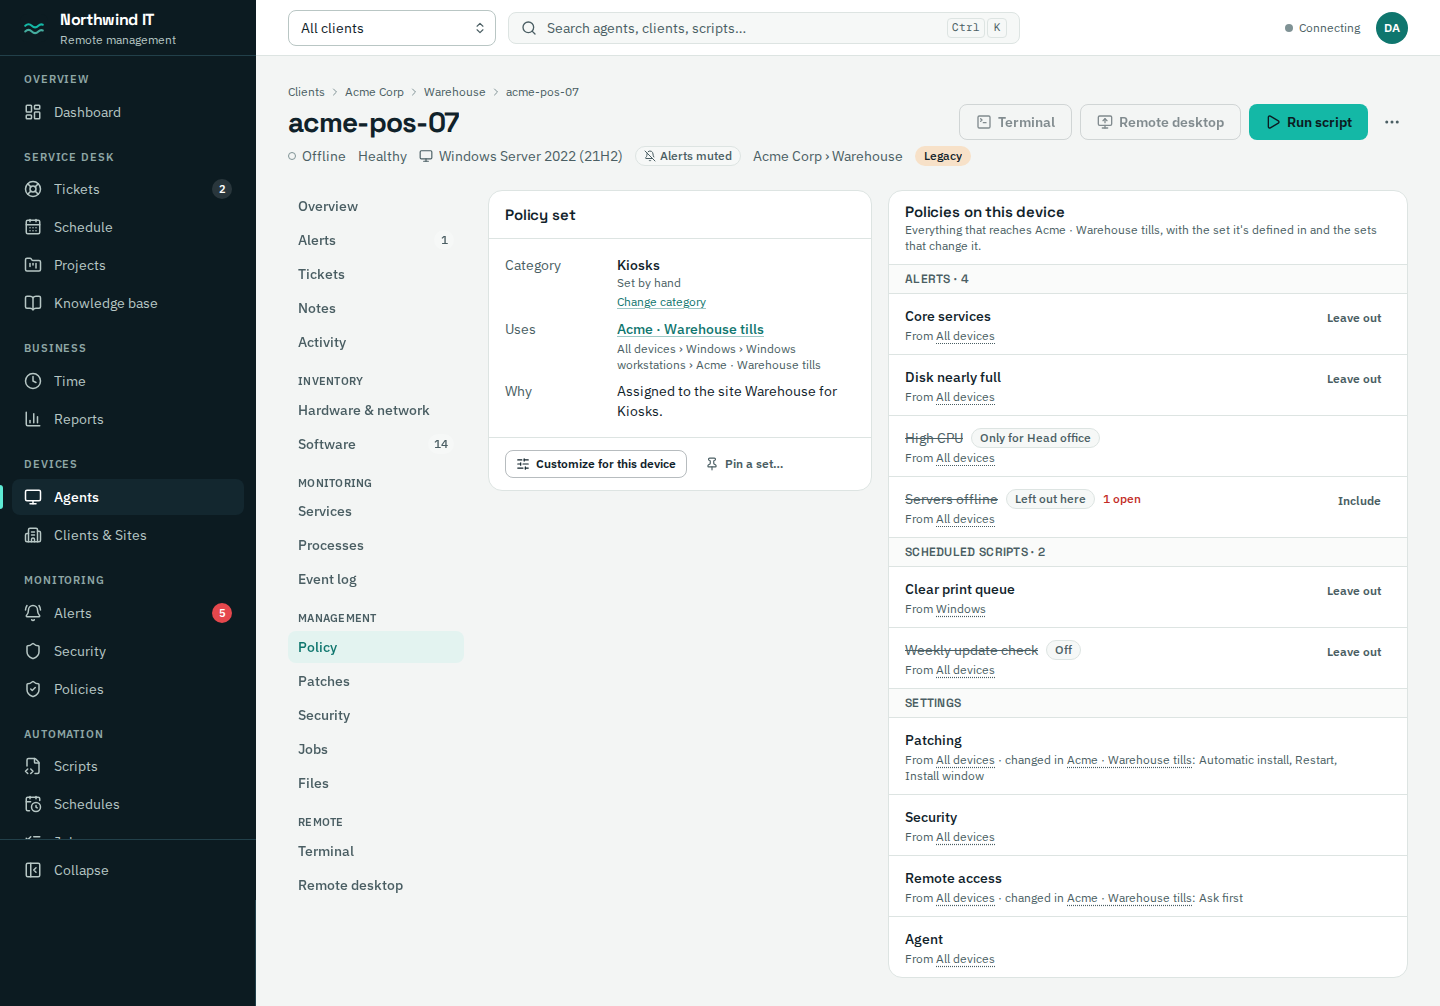 Northwind IT
Remote management
OVERVIEW
Dashboard
SERVICE DESK
Tickets
2
Schedule
Projects
Knowledge base
BUSINESS
Time
Reports
DEVICES
Agents
Clients & Sites
MONITORING
Alerts
5
Security
Policies
AUTOMATION
Scripts
Schedules
Collapse
All clients
Search agents, clients, scripts...
Ctrl K
Connecting
DA
Clients > Acme Corp > Warehouse > acme-pos-07
acme-pos-07
Terminal
Remote desktop
Run script
Offline
Healthy
Windows Server 2022 (21H2)
Alerts muted
Acme Corp › Warehouse
Legacy
Overview
Alerts
1
Tickets
Notes
Activity
INVENTORY
Hardware & network
Software
14
MONITORING
Services
Processes
Event log
MANAGEMENT
Policy
Patches
Security
Jobs
Files
REMOTE
Terminal
Remote desktop
Policy set
Category
Kiosks
Set by hand
Change category
Uses
Acme · Warehouse tills
All devices › Windows › Windows
workstations › Acme · Warehouse tills
Why
Assigned to the site Warehouse for
Kiosks.
Customize for this device
Pin a set...
Policies on this device
Everything that reaches Acme · Warehouse tills, with the set it's defined in and the sets
that change it.
ALERTS · 4
Core services
From All devices
Leave out
Disk nearly full
From All devices
Leave out
High CPU
Only for Head office
From All devices
Servers offline
Left out here
1 open
From All devices
Include
SCHEDULED SCRIPTS · 2
Clear print queue
From Windows
Leave out
Weekly update check
Off
From All devices
Leave out
SETTINGS
Patching
From All devices · changed in Acme · Warehouse tills: Automatic install, Restart,
Install window
Security
From All devices
Remote access
From All devices · changed in Acme · Warehouse tills: Ask first
Agent
From All devices